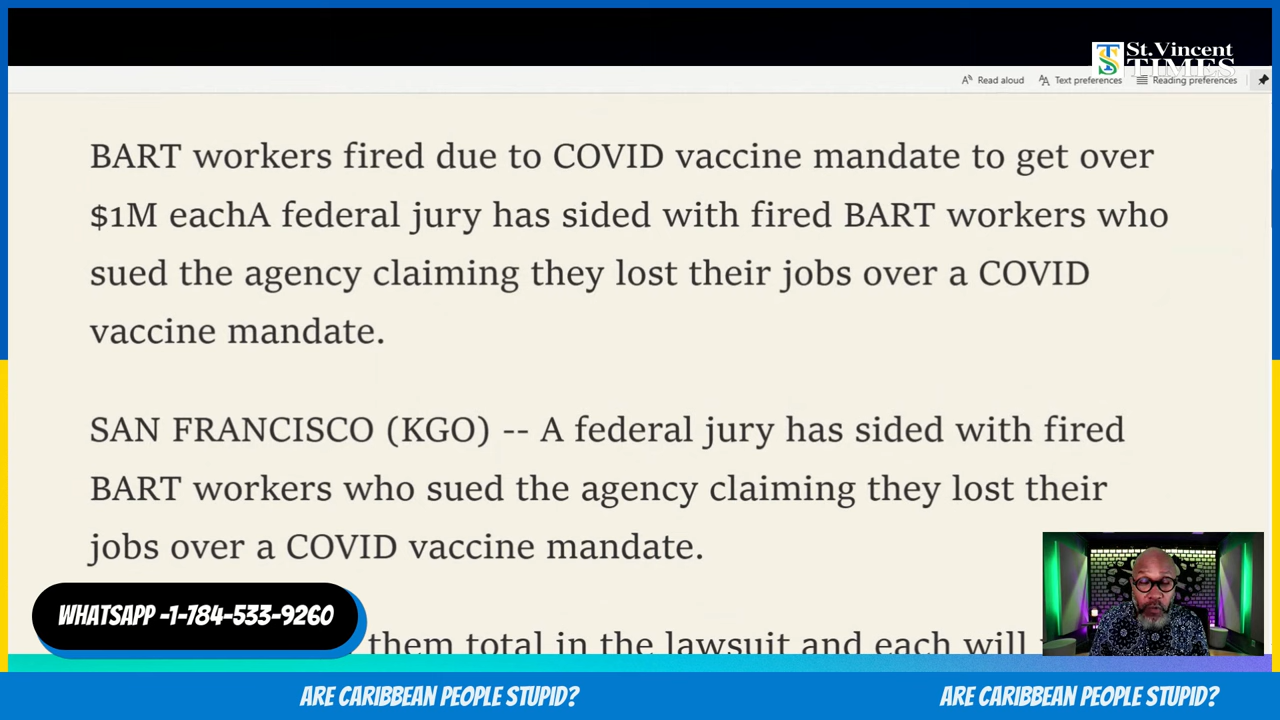 St.Vincent
TIMES
Read aloud Text preferences Reading preferences
BART workers fired due to COVID vaccine mandate to get over
$1M eachA federal jury has sided with fired BART workers who
sued the agency claiming they lost their jobs over a COVID
vaccine mandate.
SAN FRANCISCO (KGO) -- A federal jury has sided with fired
BART workers who sued the agency claiming they lost their
jobs over a COVID vaccine mandate.
WHATSAPP -1-784-533-9260
them total in the lawsuit and each will
ARE CARIBBEAN PEOPLE STUPID? ARE CARIBBEAN PEOPLE STUPID?